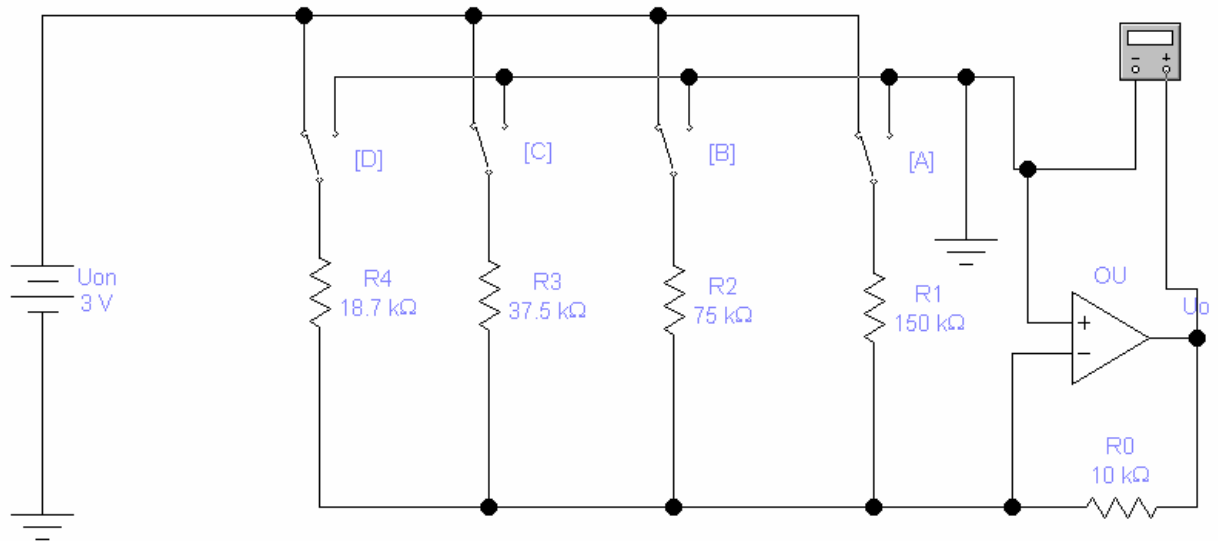 - +
[D]
[C]
[B]
[A]
Uon
3 V
R4
18.7 kΩ
R3
37.5 kΩ
R2
75 kΩ
R1
150 kΩ
OU
Uo
+
−
R0
10 kΩ